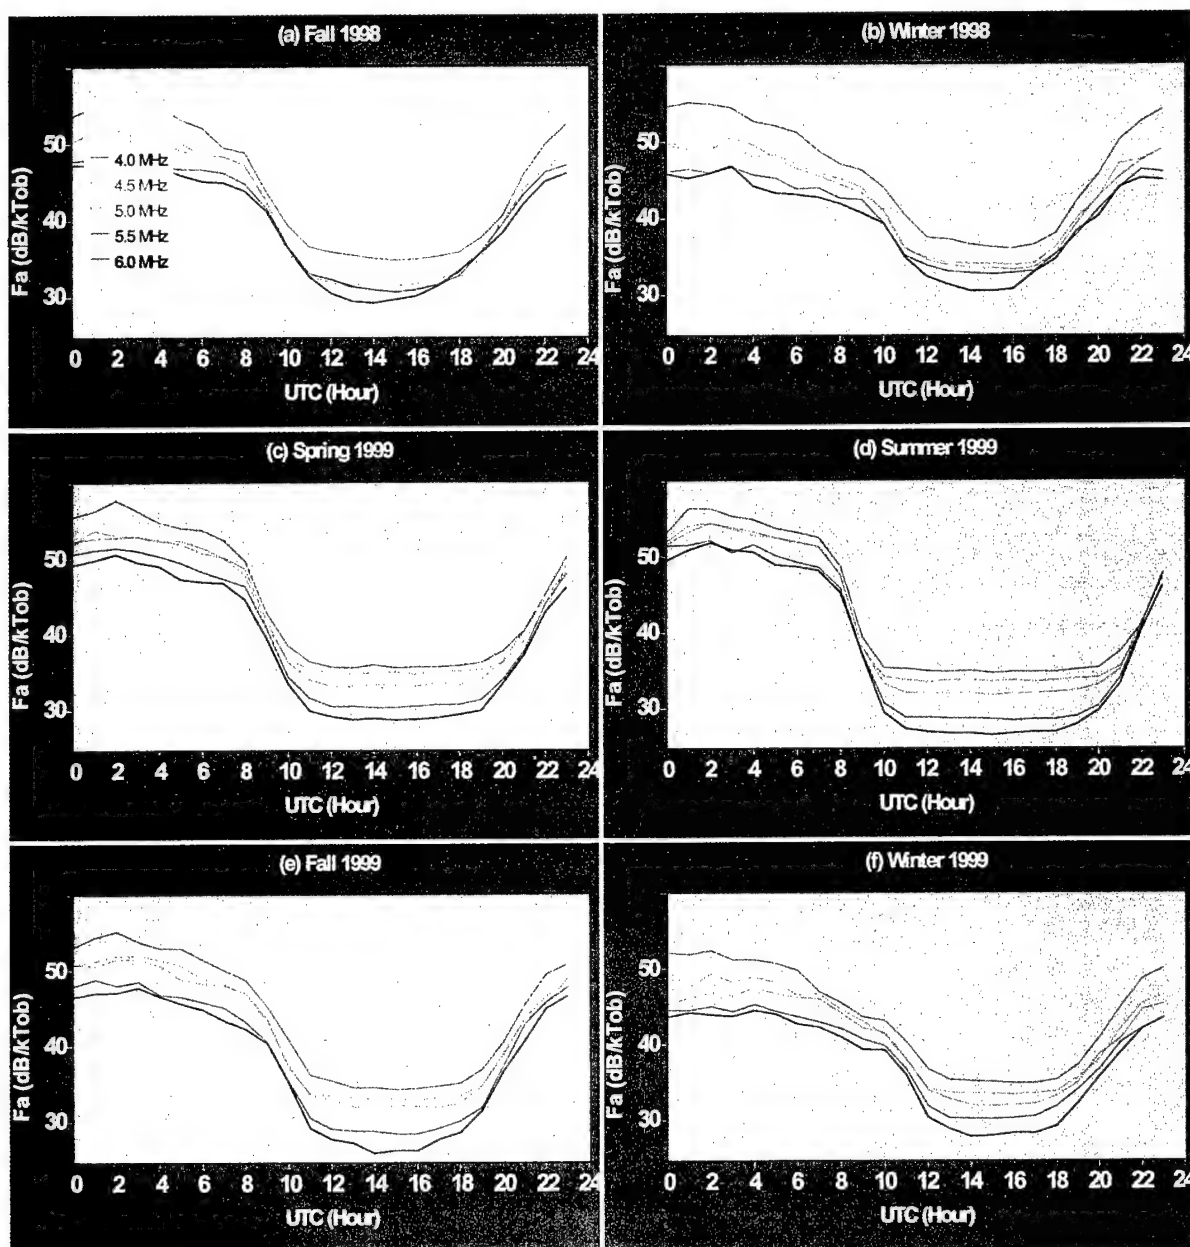 (a) Fall 1998
Fa (dB/kTob)
50
40
30
4.0 MHz
4.5 MHz
5.0 MHz
5.5 MHz
6.0 MHz
0 2 4 6 8 10 12 14 16 18 20 22 24
UTC (Hour)
(b) Winter 1998
Fa (dB/kTob)
50
40
30
0 2 4 6 8 10 12 14 16 18 20 22 24
UTC (Hour)
(c) Spring 1999
Fa (dB/kTob)
50
40
30
0 2 4 6 8 10 12 14 16 18 20 22 24
UTC (Hour)
(d) Summer 1999
Fa (dB/kTob)
50
40
30
0 2 4 6 8 10 12 14 16 18 20 22 24
UTC (Hour)
(e) Fall 1999
Fa (dB/kTob)
50
40
30
0 2 4 6 8 10 12 14 16 18 20 22 24
UTC (Hour)
(f) Winter 1999
Fa (dB/kTob)
50
40
30
0 2 4 6 8 10 12 14 16 18 20 22 24
UTC (Hour)